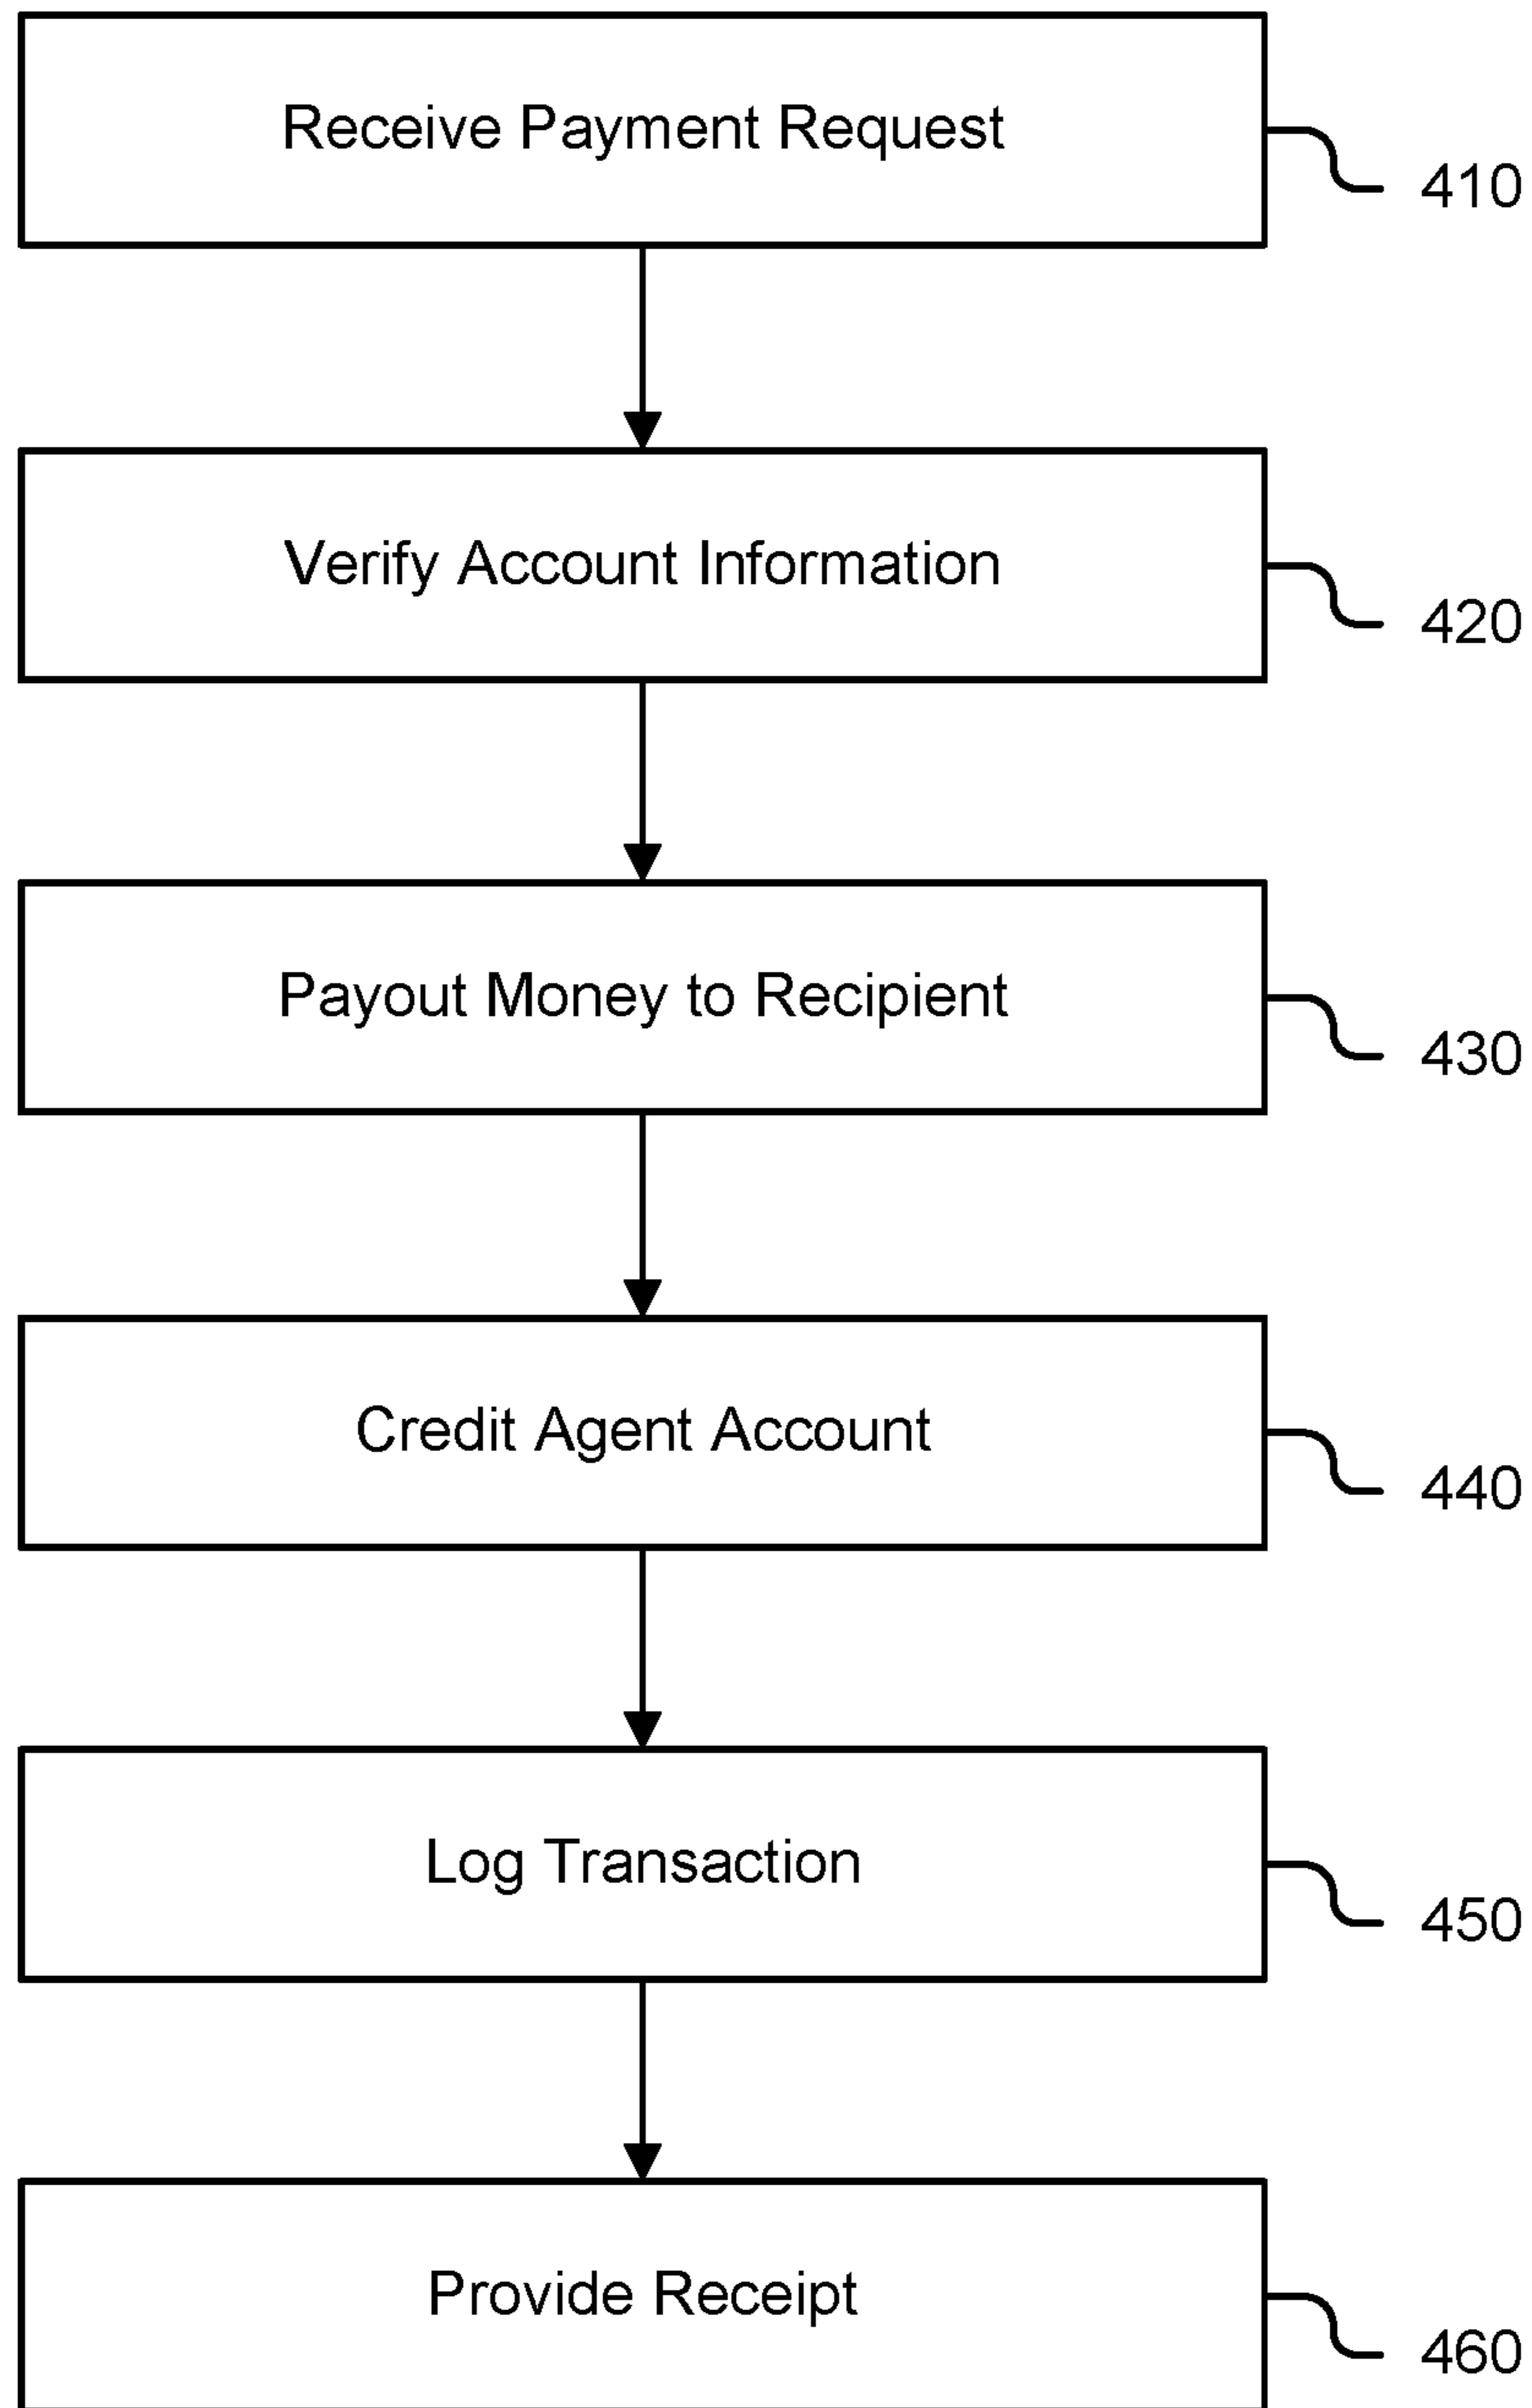 Receive Payment Request
410
Verify Account Information
420
Payout Money to Recipient
430
Credit Agent Account
440
Log Transaction
450
Provide Receipt
460